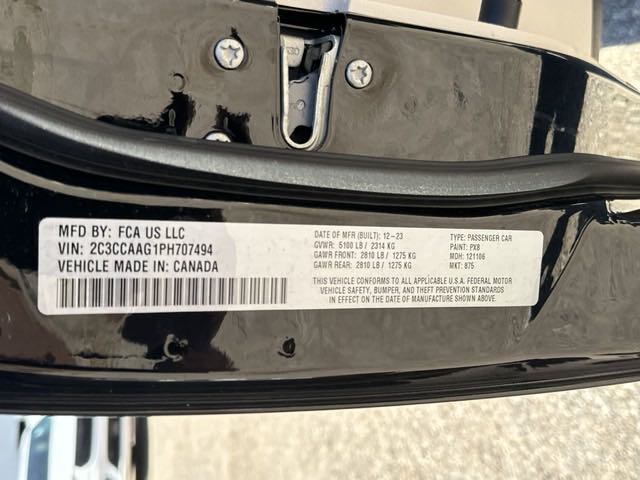 MFD BY: FCA US LLC
VIN: 2C3CCAAG1PH707494
VEHICLE MADE IN: CANADA
DATE OF MFR (BUILT): 12-23
GVWR: 5100 LB / 2314 KG
GAWR FRONT: 2810 LB / 1275 KG
GAWR REAR: 2810 LB / 1275 KG
TYPE: PASSENGER CAR
PAINT: PX8
MDH: 121106
MKT: 875
THIS VEHICLE CONFORMS TO ALL APPLICABLE U.S.A. FEDERAL MOTOR
VEHICLE SAFETY, BUMPER, AND THEFT PREVENTION STANDARDS
IN EFFECT ON THE DATE OF MANUFACTURE SHOWN ABOVE.